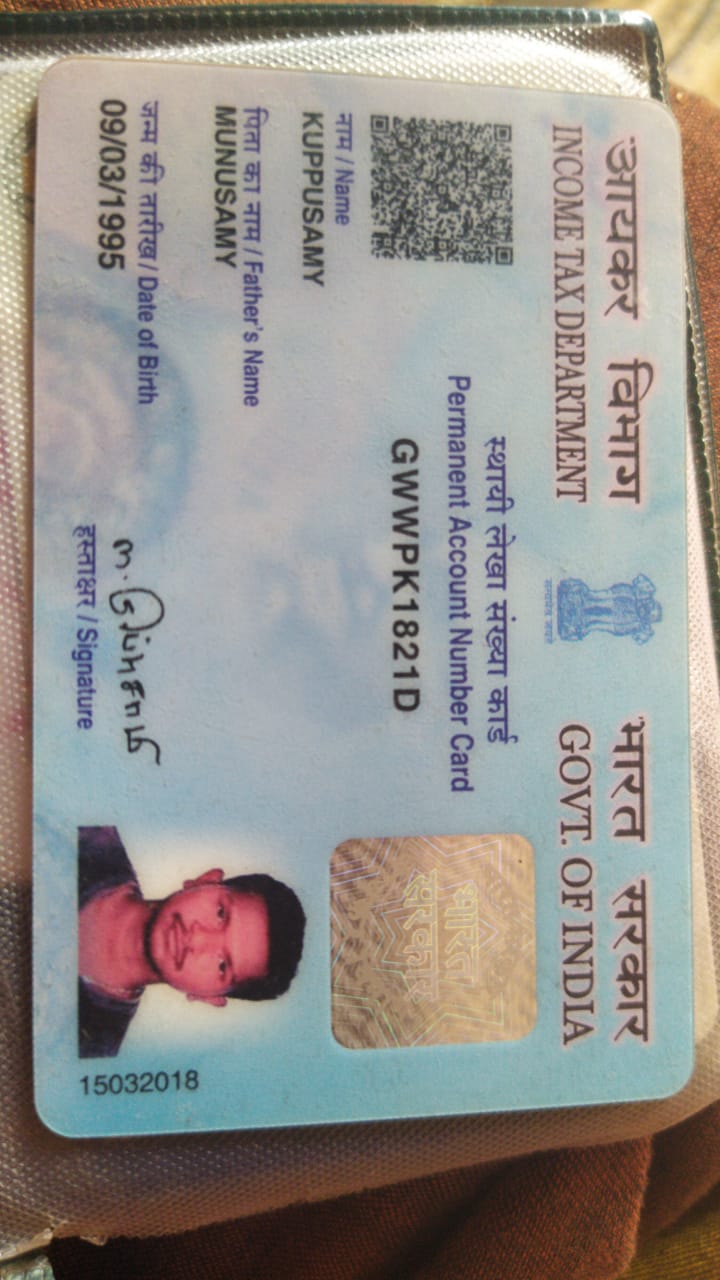 आयकर विभाग
INCOME TAX DEPARTMENT
सत्यमेव जयते
भारत सरकार
GOVT. OF INDIA
स्थायी लेखा संख्या कार्ड
Permanent Account Number Card
GWWPK1821D
नाम / Name
KUPPUSAMY
पिता का नाम / Father's Name
MUNUSAMY
जन्म की तारीख / Date of Birth
09/03/1995
हस्ताक्षर / Signature
भारत
सरकार
15032018